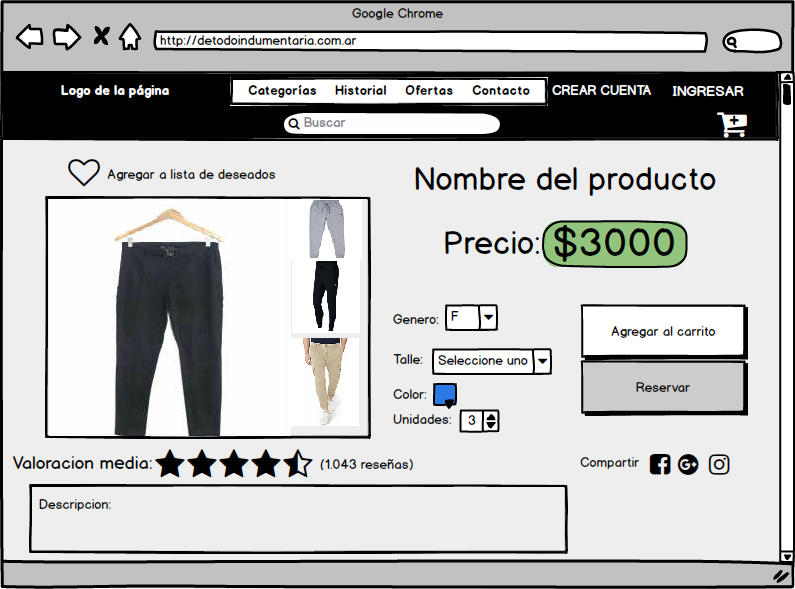 Google Chrome
http://detodoindumentaria.com.ar
Logo de la página
Categorías Historial Ofertas Contacto
CREAR CUENTA INGRESAR
Buscar
Agregar a lista de deseados
Nombre del producto
Precio: $3000
Genero: F
Talle: Seleccione uno
Color:
Unidades: 3
Agregar al carrito
Reservar
Valoracion media: (1.043 reseñas)
Compartir
Descripcion: